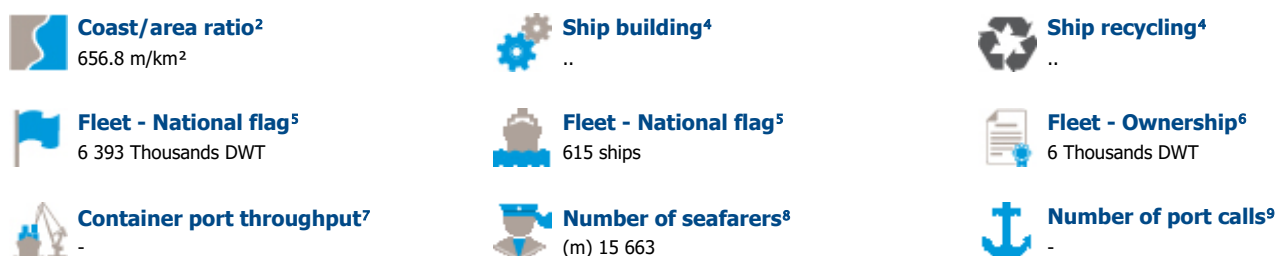 Coast/area ratio²
656.8 m/km²
Ship building⁴
..
Ship recycling⁴
..
Fleet - National flag⁵
6 393 Thousands DWT
Fleet - National flag⁵
615 ships
Fleet - Ownership⁶
6 Thousands DWT
Container port throughput⁷
-
Number of seafarers⁸
(m) 15 663
Number of port calls⁹
-